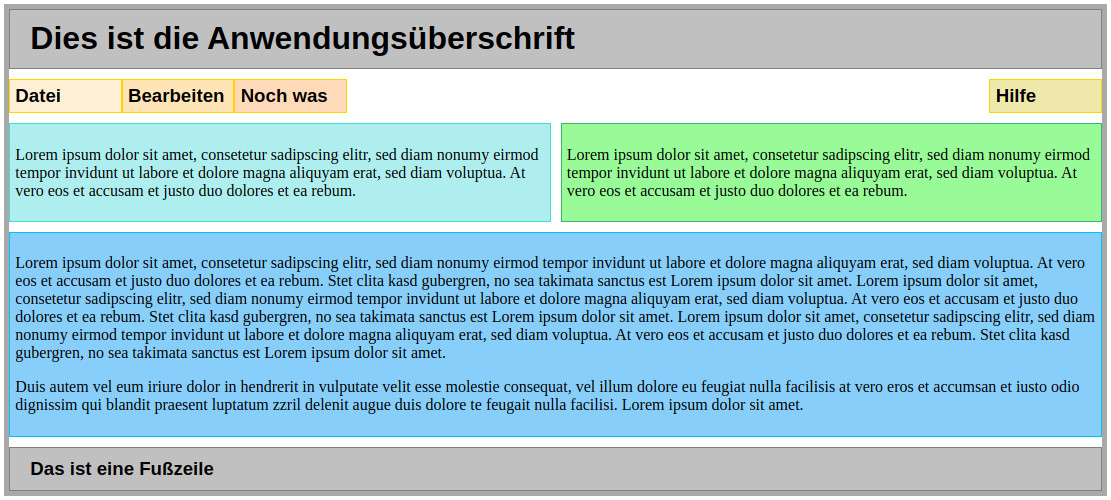 Dies ist die Anwendungsüberschrift
Datei Bearbeiten Noch was Hilfe
Lorem ipsum dolor sit amet, consetetur sadipscing elitr, sed diam nonumy eirmod
tempor invidunt ut labore et dolore magna aliquyam erat, sed diam voluptua. At
vero eos et accusam et justo duo dolores et ea rebum.
Lorem ipsum dolor sit amet, consetetur sadipscing elitr, sed diam nonumy eirmod
tempor invidunt ut labore et dolore magna aliquyam erat, sed diam voluptua. At
vero eos et accusam et justo duo dolores et ea rebum.
Lorem ipsum dolor sit amet, consetetur sadipscing elitr, sed diam nonumy eirmod tempor invidunt ut labore et dolore magna aliquyam erat, sed diam voluptua. At vero
eos et accusam et justo duo dolores et ea rebum. Stet clita kasd gubergren, no sea takimata sanctus est Lorem ipsum dolor sit amet. Lorem ipsum dolor sit amet,
consetetur sadipscing elitr, sed diam nonumy eirmod tempor invidunt ut labore et dolore magna aliquyam erat, sed diam voluptua. At vero eos et accusam et justo duo
dolores et ea rebum. Stet clita kasd gubergren, no sea takimata sanctus est Lorem ipsum dolor sit amet. Lorem ipsum dolor sit amet, consetetur sadipscing elitr, sed diam
nonumy eirmod tempor invidunt ut labore et dolore magna aliquyam erat, sed diam voluptua. At vero eos et accusam et justo duo dolores et ea rebum. Stet clita kasd
gubergren, no sea takimata sanctus est Lorem ipsum dolor sit amet.
Duis autem vel eum iriure dolor in hendrerit in vulputate velit esse molestie consequat, vel illum dolore eu feugiat nulla facilisis at vero eros et accumsan et iusto odio
dignissim qui blandit praesent luptatum zzril delenit augue duis dolore te feugait nulla facilisi. Lorem ipsum dolor sit amet.
Das ist eine Fußzeile